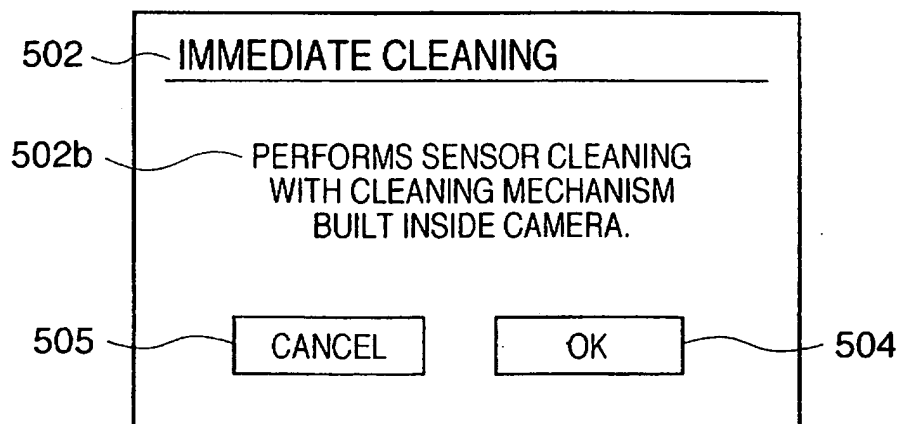 502 IMMEDIATE CLEANING
502b PERFORMS SENSOR CLEANING
WITH CLEANING MECHANISM
BUILT INSIDE CAMERA.
505 CANCEL OK 504